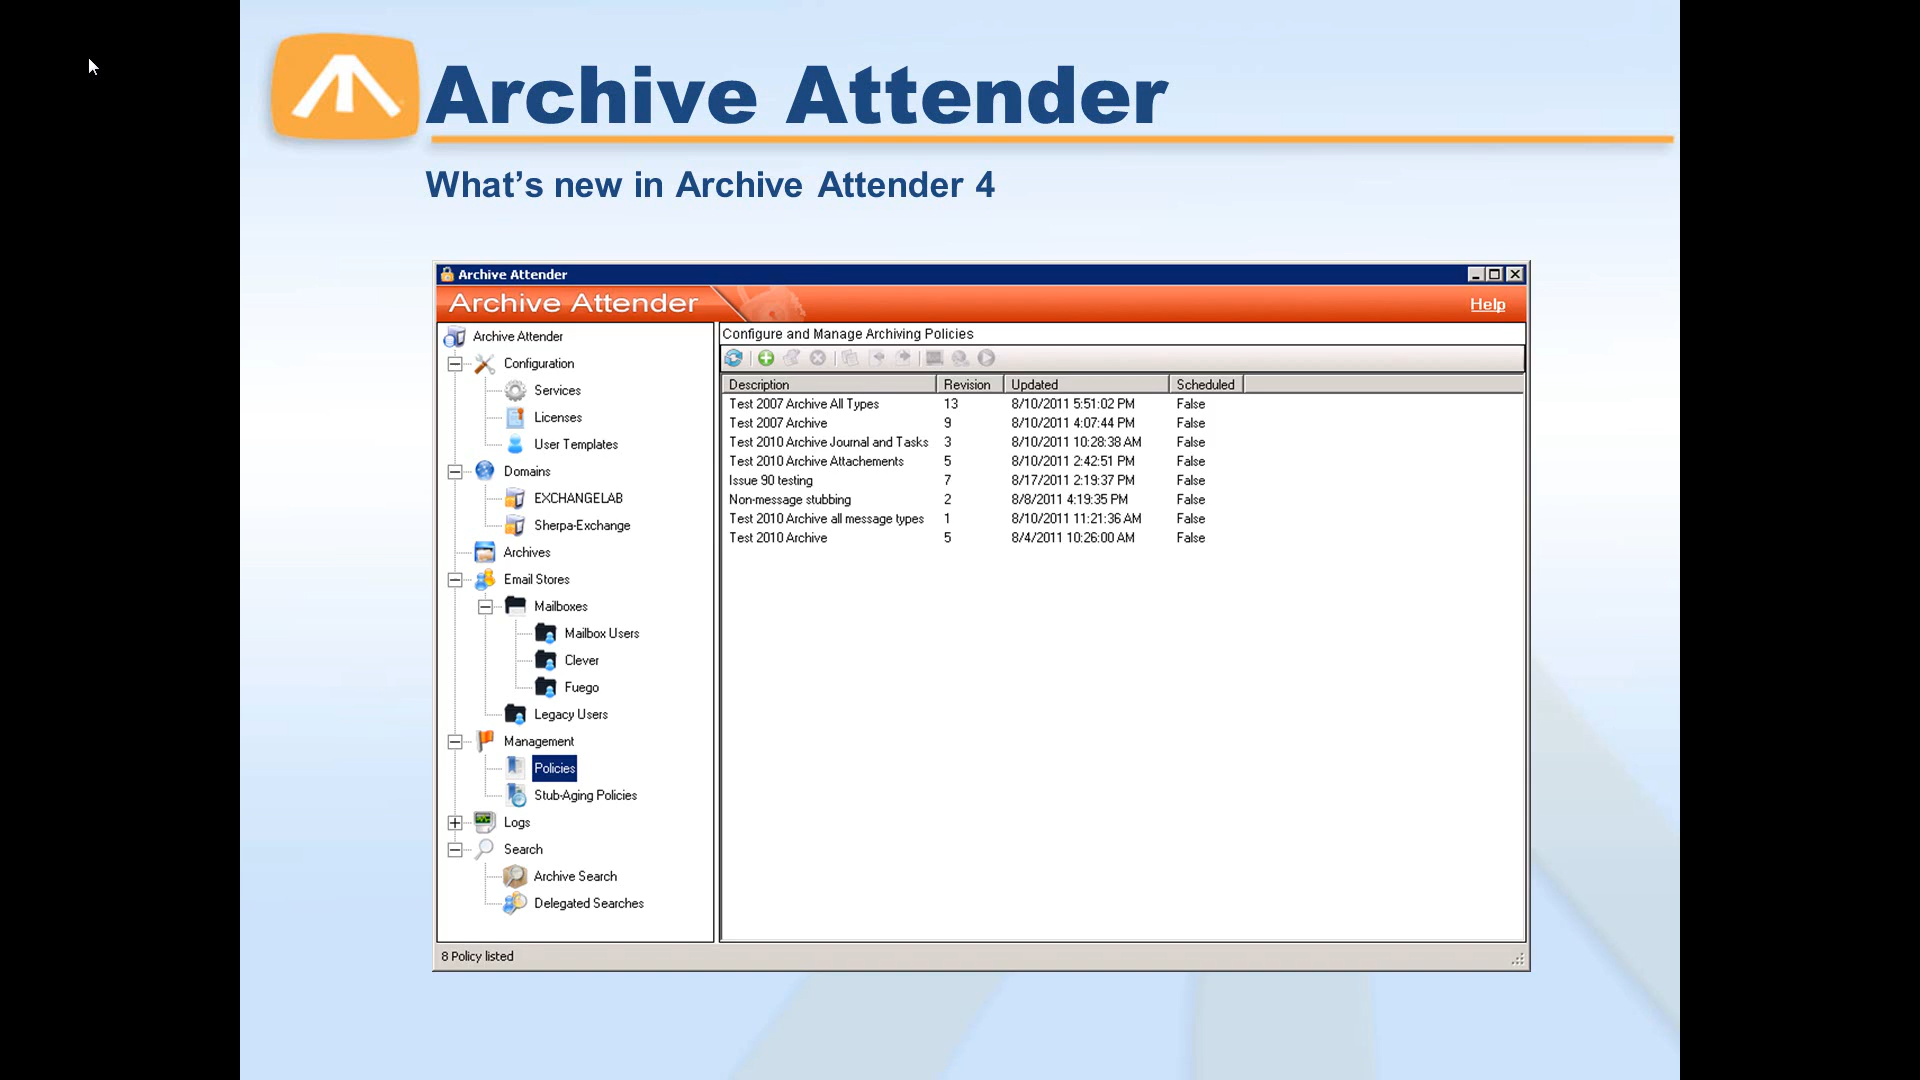 Archive Attender
What's new in Archive Attender 4
Archive Attender
Archive Attender
Help
Archive Attender
Configuration
Services
Licenses
User Templates
Domains
EXCHANGELAB
Sherpa-Exchange
Archives
Email Stores
Mailboxes
Mailbox Users
Clever
Fuego
Legacy Users
Management
Policies
Stub-Aging Policies
Logs
Search
Archive Search
Delegated Searches
Configure and Manage Archiving Policies
Description Revision Updated Scheduled
Test 2007 Archive All Types 13 8/10/2011 5:51:02 PM False
Test 2007 Archive 9 8/10/2011 4:07:44 PM False
Test 2010 Archive Journal and Tasks 3 8/10/2011 10:28:38 AM False
Test 2010 Archive Attachements 5 8/10/2011 2:42:51 PM False
Issue 90 testing 7 8/17/2011 2:19:37 PM False
Non-message stubbing 2 8/8/2011 4:19:35 PM False
Test 2010 Archive all message types 1 8/10/2011 11:21:36 AM False
Test 2010 Archive 5 8/4/2011 10:26:00 AM False
8 Policy listed